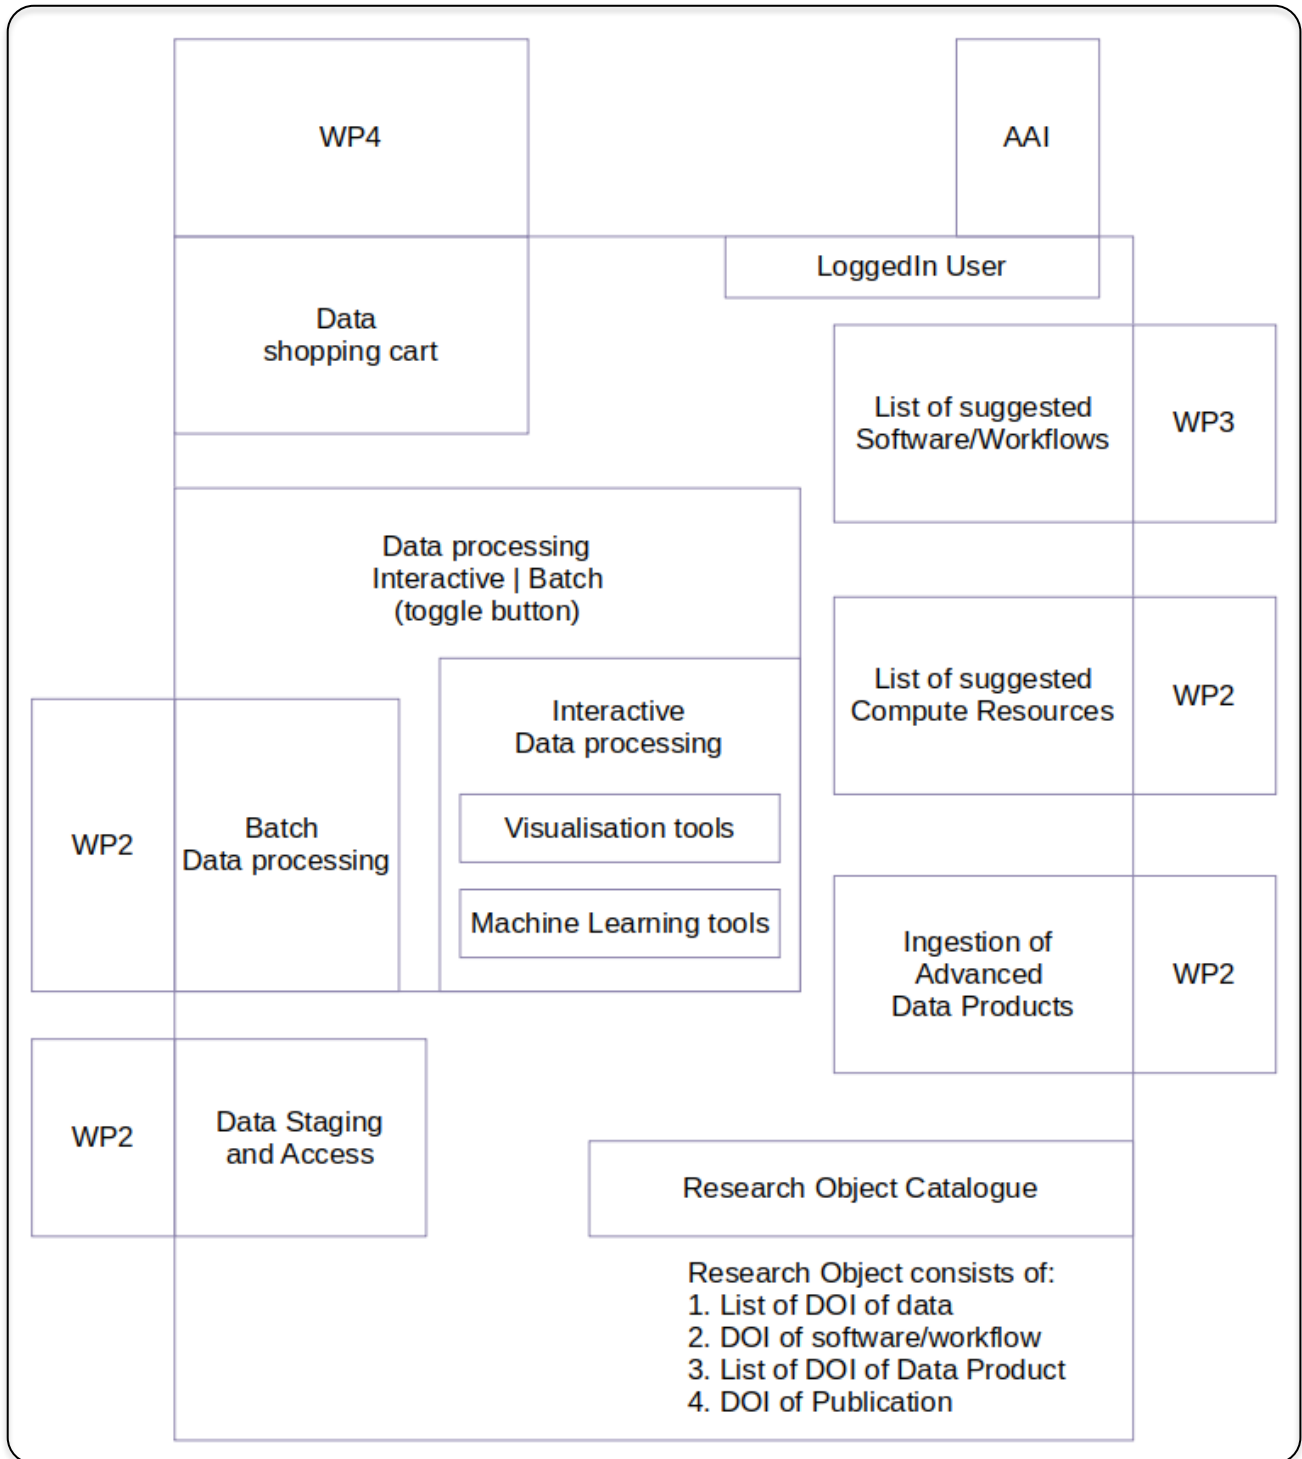 WP4
AAI
LoggedIn User
Data
shopping cart
List of suggested
Software/Workflows
WP3
Data processing
Interactive | Batch
(toggle button)
List of suggested
Compute Resources
WP2
Interactive
Data processing
Visualisation tools
Machine Learning tools
WP2
Batch
Data processing
Ingestion of
Advanced
Data Products
WP2
WP2
Data Staging
and Access
Research Object Catalogue
Research Object consists of:
1. List of DOI of data
2. DOI of software/workflow
3. List of DOI of Data Product
4. DOI of Publication